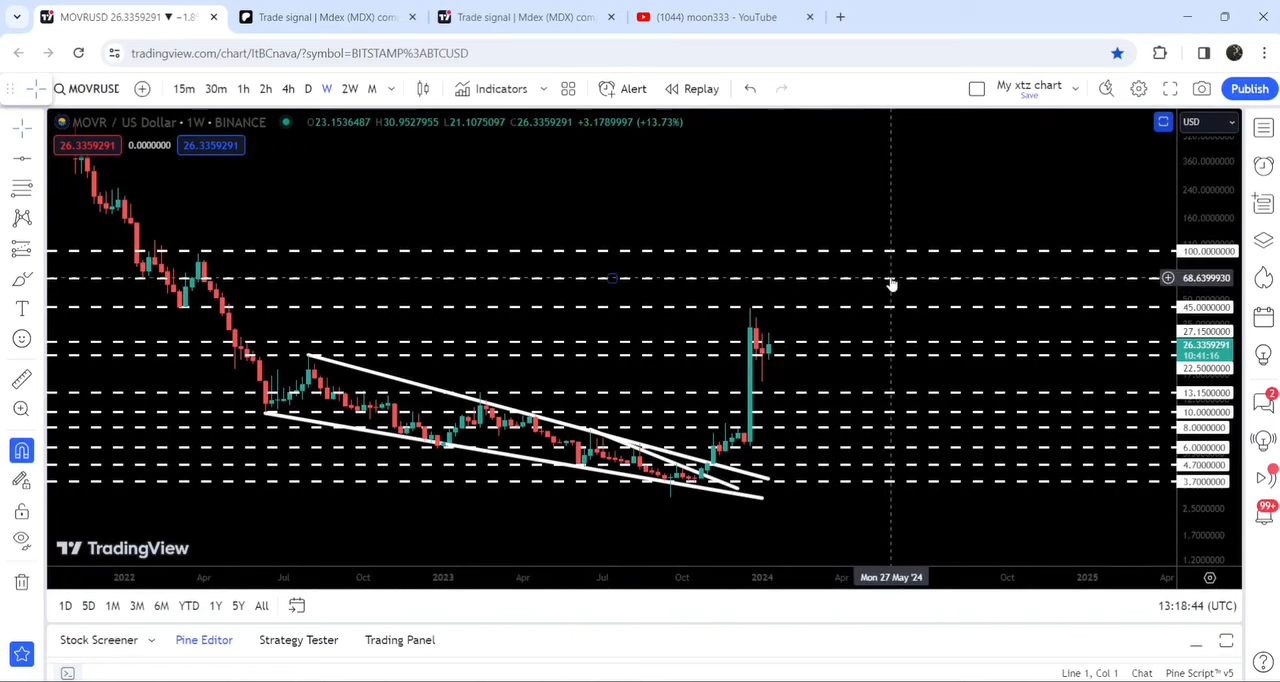 MOVRUSD 26.3359291 ▼ −1.8
Trade signal | Mdex (MDX) com
Trade signal | Mdex (MDX) com
(1044) moon333 - YouTube
tradingview.com/chart/ltBCnava/?symbol=BITSTAMP%3ABTCUSD
MOVRUSE 15m 30m 1h 2h 4h D W 2W M Indicators Alert Replay My xtz chart Save Publish
MOVR / US Dollar • 1W • BINANCE O23.1536487 H30.9527955 L21.1075097 C26.3359291 +3.1789997 (+13.73%) USD
26.3359291 0.0000000 26.3359291
360.0000000
240.0000000
160.0000000
100.0000000
68.6399930
45.0000000
27.1500000
26.3359291
10:41:16
22.5000000
13.1500000
10.0000000
8.0000000
6.0000000
4.7000000
3.7000000
2.5000000
1.7000000
1.2000000
2
99+
TradingView
2022 Apr Jul Oct 2023 Apr Jul Oct 2024 Apr Mon 27 May '24 Oct 2025 Apr
1D 5D 1M 3M 6M YTD 1Y 5Y All 13:18:44 (UTC)
Stock Screener Pine Editor Strategy Tester Trading Panel
Line 1, Col 1 Chat Pine Script™ v5